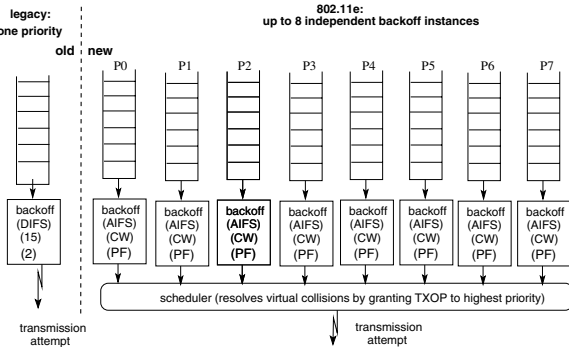 legacy:
one priority
802.11e:
up to 8 independent backoff instances
old new
P0 P1 P2 P3 P4 P5 P6 P7
backoff
(DIFS)
(15)
(2)
backoff
(AIFS)
(CW)
(PF)
backoff
(AIFS)
(CW)
(PF)
backoff
(AIFS)
(CW)
(PF)
backoff
(AIFS)
(CW)
(PF)
backoff
(AIFS)
(CW)
(PF)
backoff
(AIFS)
(CW)
(PF)
backoff
(AIFS)
(CW)
(PF)
backoff
(AIFS)
(CW)
(PF)
scheduler (resolves virtual collisions by granting TXOP to highest priority)
transmission
attempt
transmission
attempt